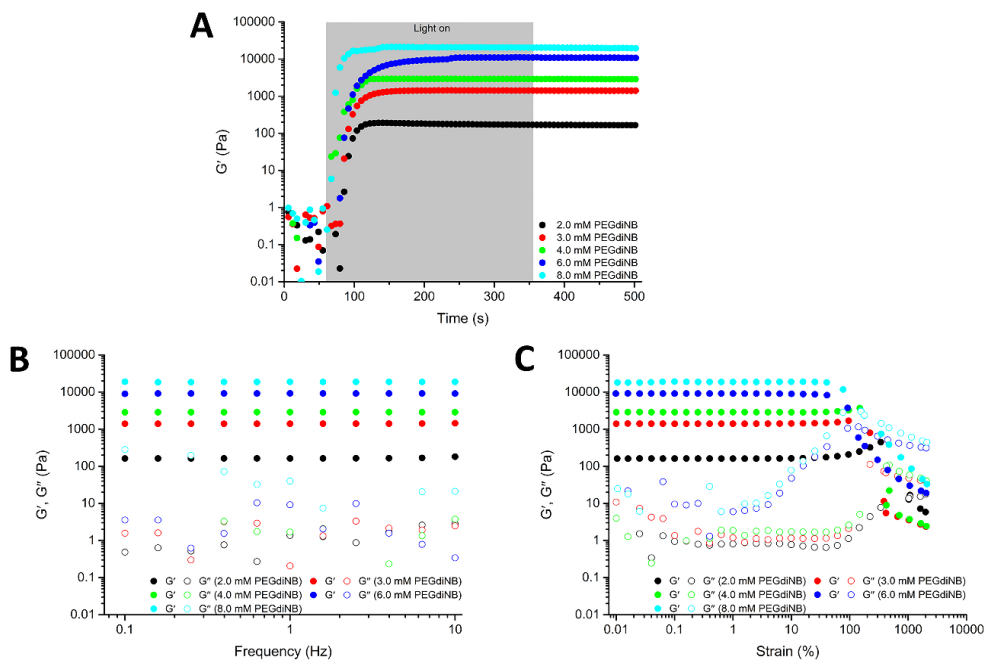 A
Light on
100000
10000
1000
100
10
1
0.1
0.01
G′ (Pa)
2.0 mM PEGdiNB
3.0 mM PEGdiNB
4.0 mM PEGdiNB
6.0 mM PEGdiNB
8.0 mM PEGdiNB
0 100 200 300 400 500
Time (s)
B
100000
10000
1000
100
10
1
0.1
0.01
G′, G″ (Pa)
G′ G″ (2.0 mM PEGdiNB) G′ G″ (3.0 mM PEGdiNB)
G′ G″ (4.0 mM PEGdiNB) G′ G″ (6.0 mM PEGdiNB)
G′ G″ (8.0 mM PEGdiNB)
0.1 1 10
Frequency (Hz)
C
100000
10000
1000
100
10
1
0.1
0.01
G′, G″ (Pa)
G′ G″ (2.0 mM PEGdiNB) G′ G″ (3.0 mM PEGdiNB)
G′ G″ (4.0 mM PEGdiNB) G′ G″ (6.0 mM PEGdiNB)
G′ G″ (8.0 mM PEGdiNB)
0.01 0.1 1 10 100 1000 10000
Strain (%)